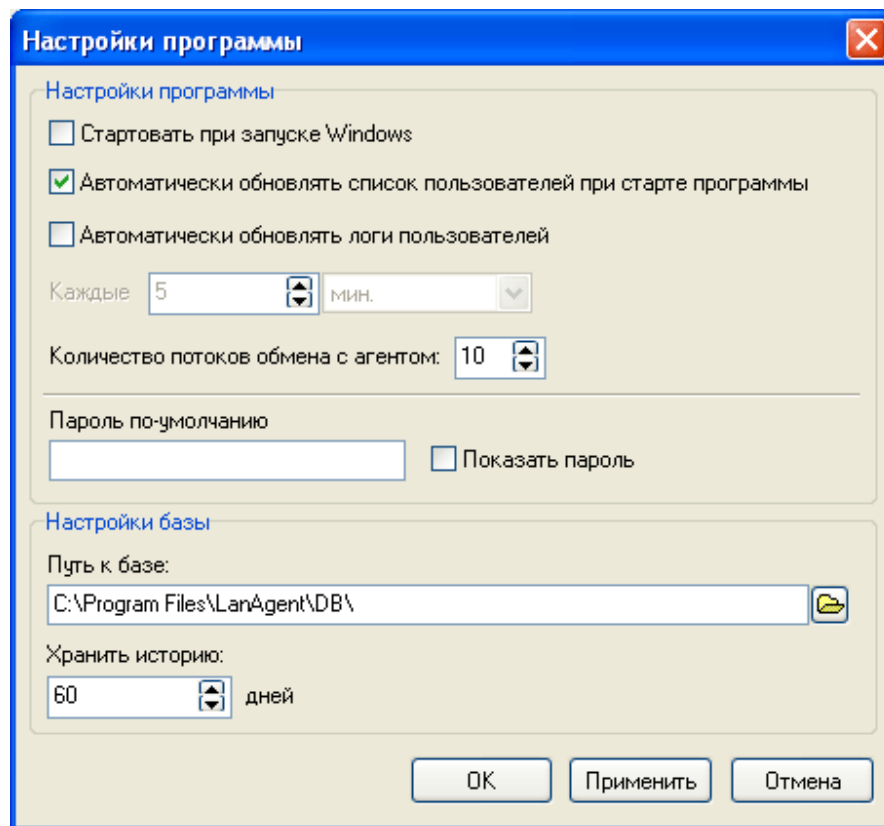 Настройки программы
Настройки программы
Стартовать при запуске Windows
Автоматически обновлять список пользователей при старте программы
Автоматически обновлять логи пользователей
Каждые 5 мин.
Количество потоков обмена с агентом: 10
Пароль по-умолчанию
Показать пароль
Настройки базы
Путь к базе:
C:\Program Files\LanAgent\DB\
Хранить историю:
60 дней
OK Применить Отмена